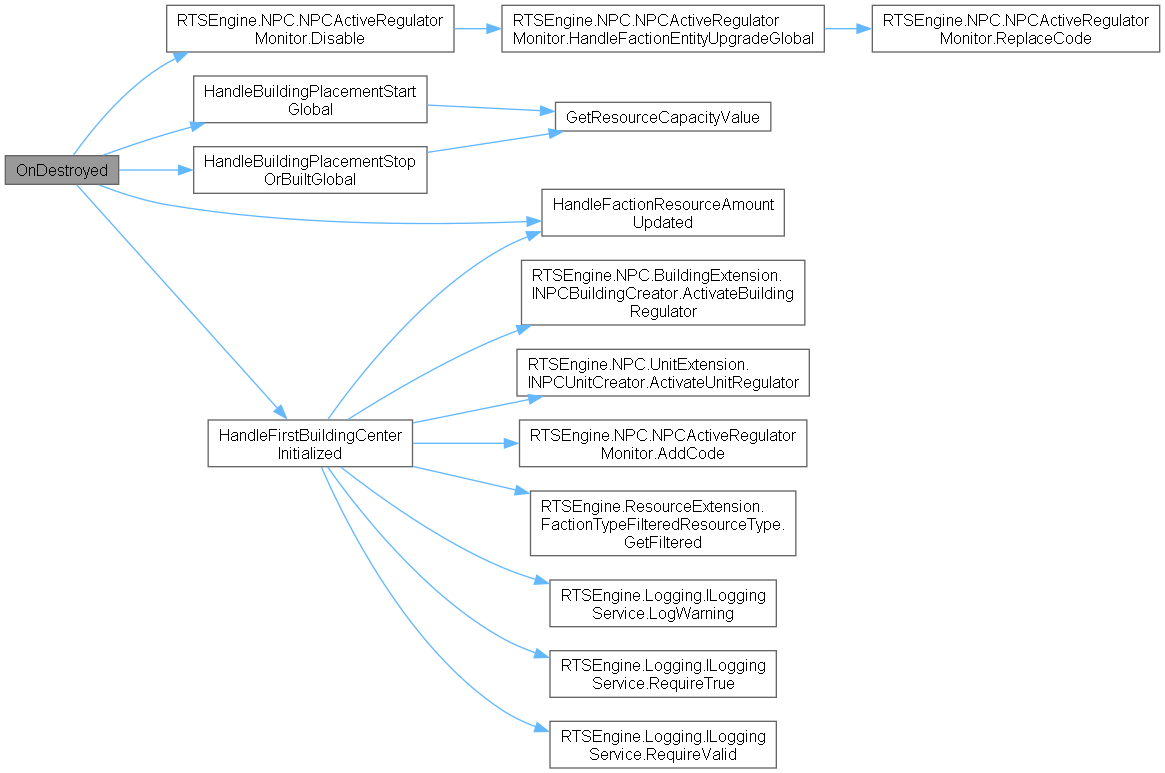 OnDestroyed
RTSEngine.NPC.NPCActiveRegulator
Monitor.Disable
RTSEngine.NPC.NPCActiveRegulator
Monitor.HandleFactionEntityUpgradeGlobal
RTSEngine.NPC.NPCActiveRegulator
Monitor.ReplaceCode
HandleBuildingPlacementStart
Global
HandleBuildingPlacementStop
OrBuiltGlobal
GetResourceCapacityValue
HandleFactionResourceAmount
Updated
HandleFirstBuildingCenter
Initialized
RTSEngine.NPC.BuildingExtension.
INPCBuildingCreator.ActivateBuilding
Regulator
RTSEngine.NPC.UnitExtension.
INPCUnitCreator.ActivateUnitRegulator
RTSEngine.NPC.NPCActiveRegulator
Monitor.AddCode
RTSEngine.ResourceExtension.
FactionTypeFilteredResourceType.
GetFiltered
RTSEngine.Logging.ILogging
Service.LogWarning
RTSEngine.Logging.ILogging
Service.RequireTrue
RTSEngine.Logging.ILogging
Service.RequireValid